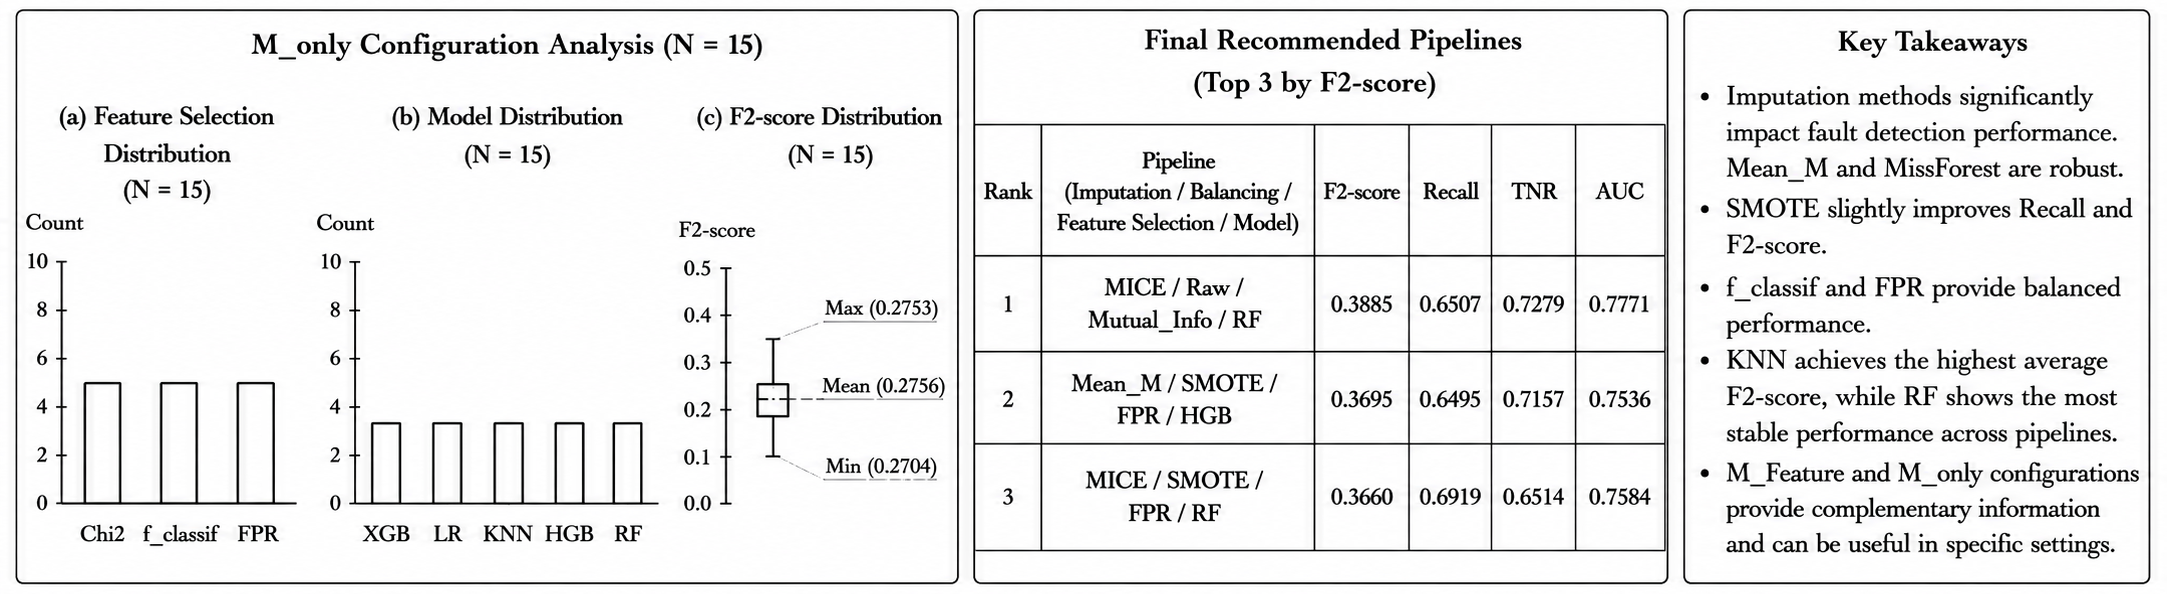 M_only Configuration Analysis (N = 15)
(a) Feature Selection
Distribution
(N = 15)
Count
10
8
6
4
2
0
Chi2 f_classif FPR
(b) Model Distribution
(N = 15)
Count
10
8
6
4
2
0
XGB LR KNN HGB RF
(c) F2-score Distribution
(N = 15)
F2-score
0.5
0.4
0.3
0.2
0.1
0.0
Max (0.2753)
Mean (0.2756)
Min (0.2704)
Final Recommended Pipelines
(Top 3 by F2-score)
Rank
Pipeline
(Imputation / Balancing /
Feature Selection / Model)
F2-score
Recall
TNR
AUC
1
MICE / Raw /
Mutual_Info / RF
0.3885
0.6507
0.7279
0.7771
2
Mean_M / SMOTE /
FPR / HGB
0.3695
0.6495
0.7157
0.7536
3
MICE / SMOTE /
FPR / RF
0.3660
0.6919
0.6514
0.7584
Key Takeaways
• Imputation methods significantly
impact fault detection performance.
Mean_M and MissForest are robust.
• SMOTE slightly improves Recall and
F2-score.
• f_classif and FPR provide balanced
performance.
• KNN achieves the highest average
F2-score, while RF shows the most
stable performance across pipelines.
• M_Feature and M_only configurations
provide complementary information
and can be useful in specific settings.